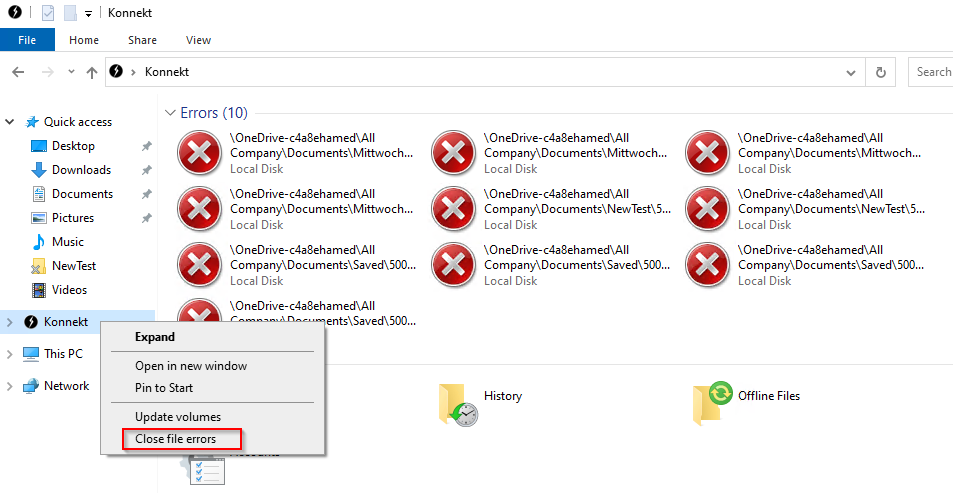 Konnekt
File Home Share View
Konnekt
Search
Quick access
Desktop
Downloads
Documents
Pictures
Music
NewTest
Videos
Konnekt
This PC
Network
Errors (10)
\OneDrive-c4a8ehamed\All
Company\Documents\Mittwoch...
Local Disk
\OneDrive-c4a8ehamed\All
Company\Documents\Mittwoch...
Local Disk
\OneDrive-c4a8ehamed\All
Company\Documents\Mittwoch...
Local Disk
\OneDrive-c4a8ehamed\All
Company\Documents\Mittwoch...
Local Disk
\OneDrive-c4a8ehamed\All
Company\Documents\NewTest\5...
Local Disk
\OneDrive-c4a8ehamed\All
Company\Documents\NewTest\5...
Local Disk
\OneDrive-c4a8ehamed\All
Company\Documents\Saved\500...
Local Disk
\OneDrive-c4a8ehamed\All
Company\Documents\Saved\500...
Local Disk
\OneDrive-c4a8ehamed\All
Company\Documents\Saved\500...
Local Disk
\OneDrive-c4a8ehamed\All
Company\Documents\Saved\500...
Expand
Open in new window
Pin to Start
Update volumes
Close file errors
History
Offline Files